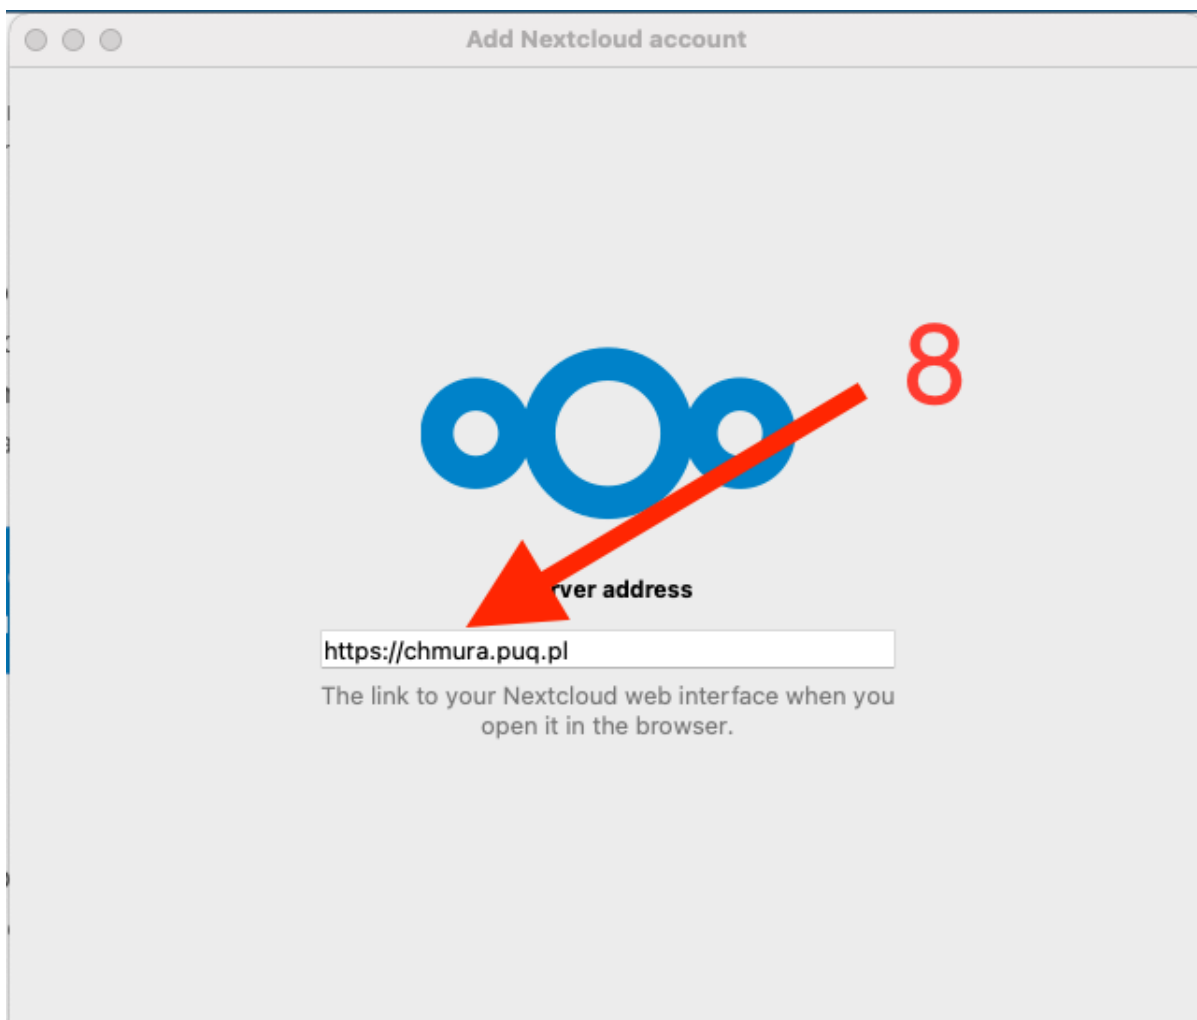 Add Nextcloud account
8
rver address
https://chmura.puq.pl
The link to your Nextcloud web interface when you
open it in the browser.